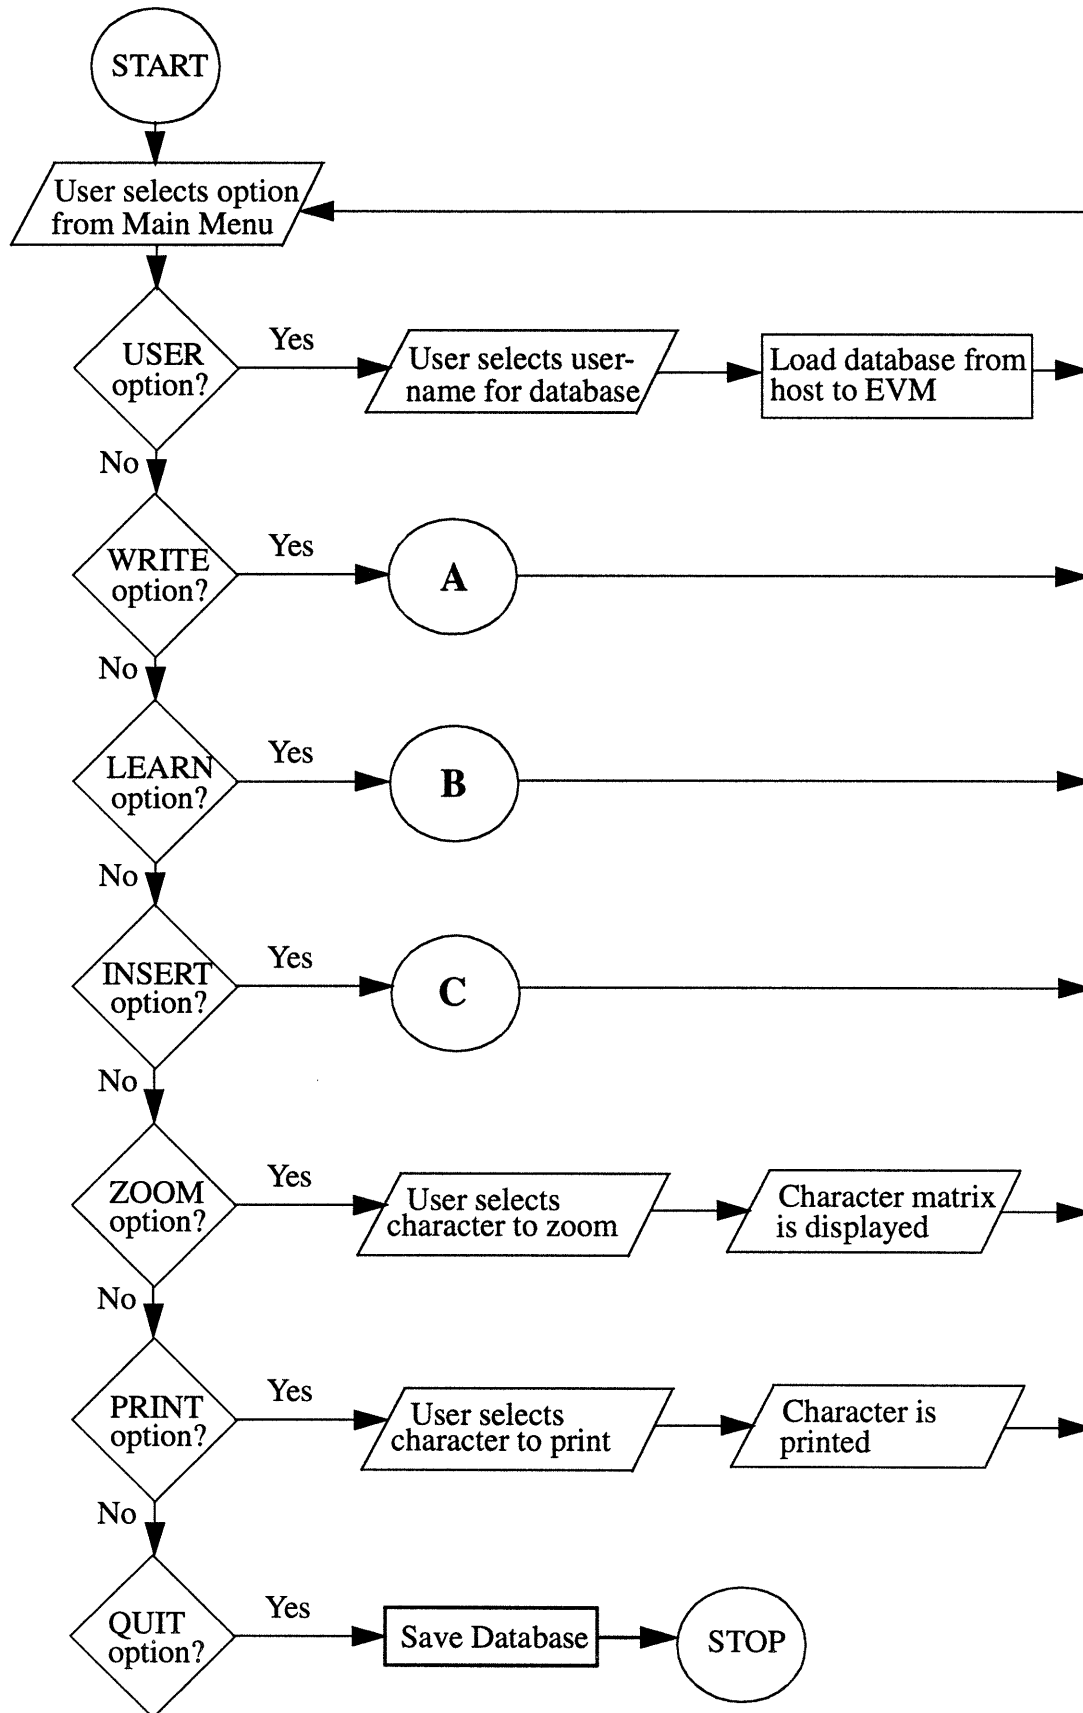 START
User selects option
from Main Menu
USER
option?
Yes
User selects user-
name for database
Load database from
host to EVM
No
WRITE
option?
Yes
A
No
LEARN
option?
Yes
B
No
INSERT
option?
Yes
C
No
ZOOM
option?
Yes
User selects
character to zoom
Character matrix
is displayed
No
PRINT
option?
Yes
User selects
character to print
Character is
printed
No
QUIT
option?
Yes
Save Database
STOP